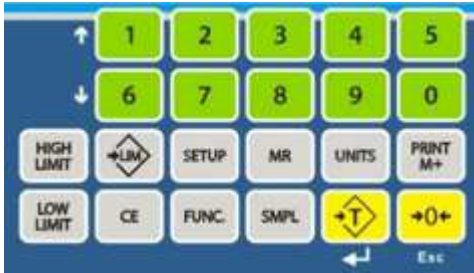 1 2 3 4 5
6 7 8 9 0
HIGH LIMIT
LIM
SETUP
MR
UNITS
PRINT M+
LOW LIMIT
CE
FUNC.
SMPL
T
0
Esc